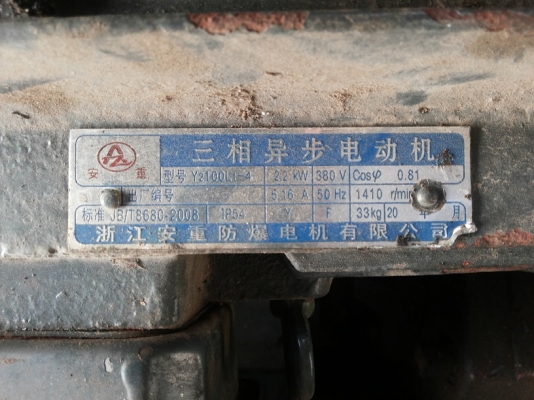 三相异步电动机
安重
型号 Y2100L1-4 2.2 kW 380 V Cosφ 0.81
出厂编号 5.16 A 50 Hz 1410 r/min
标准 JB/T8680-2008 IP54 Y F 33kg 20 年 月
浙江安重防爆电机有限公司